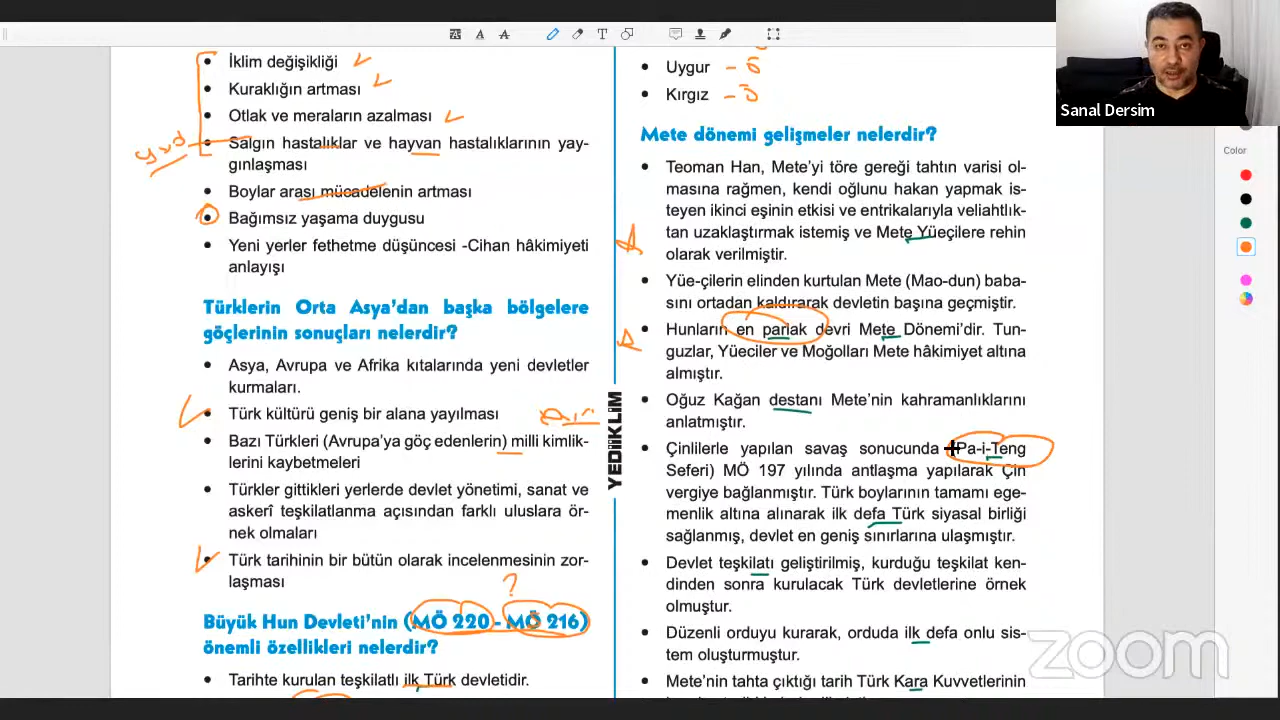 İklim değişikliği
Kuraklığın artması
Otlak ve meraların azalması
Salgın hastalıklar ve hayvan hastalıklarının yay-
gınlaşması
Boylar arası mücadelenin artması
Bağımsız yaşama duygusu
Yeni yerler fethetme düşüncesi -Cihan hâkimiyeti
anlayışı
Türklerin Orta Asya'dan başka bölgelere
göçlerinin sonuçları nelerdir?
Asya, Avrupa ve Afrika kıtalarında yeni devletler
kurmaları.
Türk kültürü geniş bir alana yayılması
Bazı Türkleri (Avrupa'ya göç edenlerin) milli kimlik-
lerini kaybetmeleri
Türkler gittikleri yerlerde devlet yönetimi, sanat ve
askerî teşkilatlanma açısından farklı uluslara ör-
nek olmaları
Türk tarihinin bir bütün olarak incelenmesinin zor-
laşması
?
Büyük Hun Devleti'nin (MÖ 220 - MÖ 216)
önemli özellikleri nelerdir?
Tarihte kurulan teşkilatlı ilk Türk devletidir.
YEDİİKLİM
Uygur
Kırgız
Mete dönemi gelişmeler nelerdir?
Teoman Han, Mete'yi töre gereği tahtın varisi ol-
masına rağmen, kendi oğlunu hakan yapmak is-
teyen ikinci eşinin etkisi ve entrikalarıyla veliahtlık-
tan uzaklaştırmak istemiş ve Mete Yüeçilere rehin
olarak verilmiştir.
Yüe-çilerin elinden kurtulan Mete (Mao-dun) baba-
sını ortadan kaldırarak devletin başına geçmiştir.
Hunların en parlak devri Mete Dönemi'dir. Tun-
guzlar, Yüeciler ve Moğolları Mete hâkimiyet altına
almıştır.
Oğuz Kağan destanı Mete'nin kahramanlıklarını
anlatmıştır.
Çinlilerle yapılan savaş sonucunda Pa-i-Teng
Seferi) MÖ 197 yılında antlaşma yapılarak Çin
vergiye bağlanmıştır. Türk boylarının tamamı ege-
menlik altına alınarak ilk defa Türk siyasal birliği
sağlanmış, devlet en geniş sınırlarına ulaşmıştır.
Devlet teşkilatı geliştirilmiş, kurduğu teşkilat ken-
dinden sonra kurulacak Türk devletlerine örnek
olmuştur.
Düzenli orduyu kurarak, orduda ilk defa onlu sis-
tem oluşturmuştur.
Mete'nin tahta çıktığı tarih Türk Kara Kuvvetlerinin
Sanal Dersim
Color
zoom